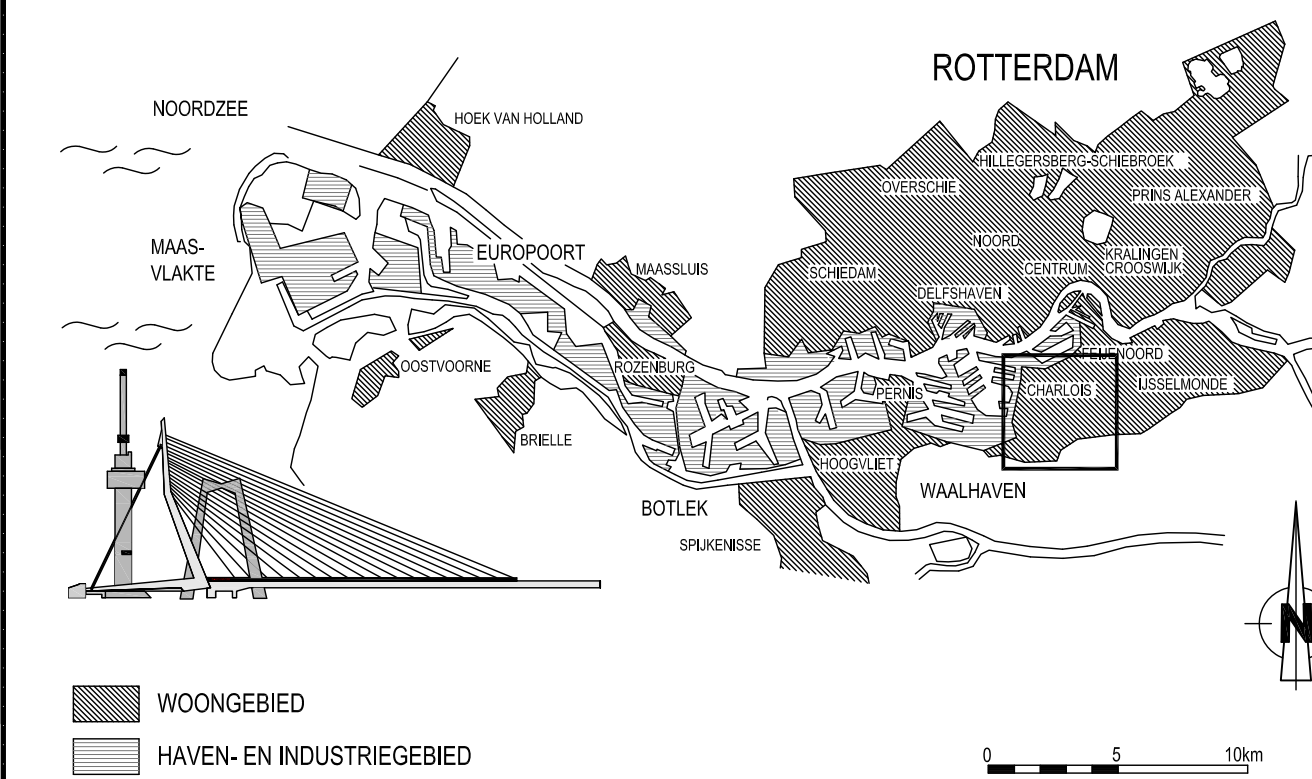 ROTTERDAM
NOORDZEE
HOEK VAN HOLLAND
HILLEGERSBERG-SCHIEBROEK
OVERSCHIE
PRINS ALEXANDER
MAAS-
VLAKTE
EUROPOORT
NOORD
MAASSLUIS
SCHIEDAM
CENTRUM
KRALINGEN
CROOSWIJK
DELFSHAVEN
FEIJENOORD
OOSTVOORNE
ROZENBURG
PERNIS
CHARLOIS
IJSSELMONDE
BRIELLE
HOOGVLIET
WAALHAVEN
BOTLEK
SPIJKENISSE
N
WOONGEBIED
HAVEN- EN INDUSTRIEGEBIED
0 5 10km